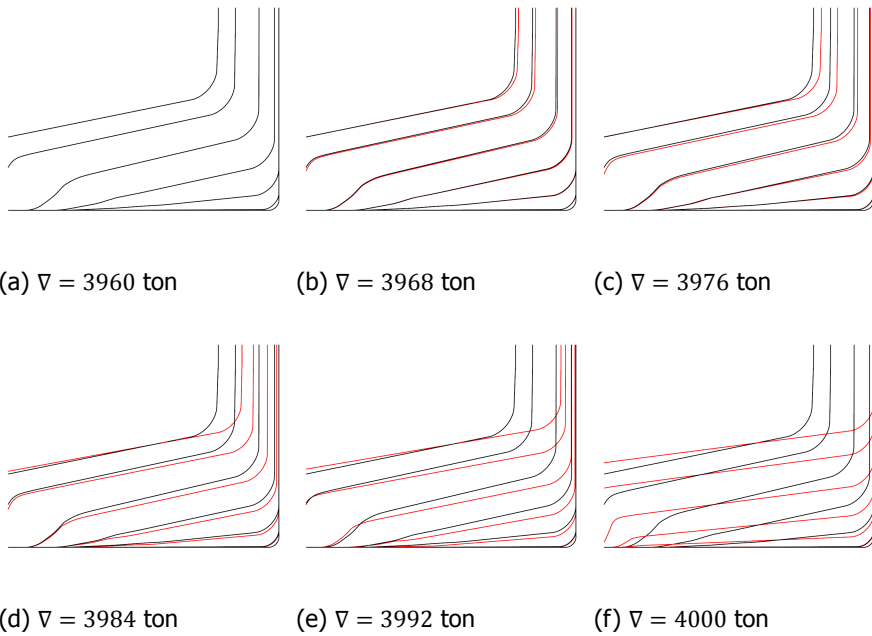 (a) ∇ = 3960 ton
(b) ∇ = 3968 ton
(c) ∇ = 3976 ton
(d) ∇ = 3984 ton
(e) ∇ = 3992 ton
(f) ∇ = 4000 ton